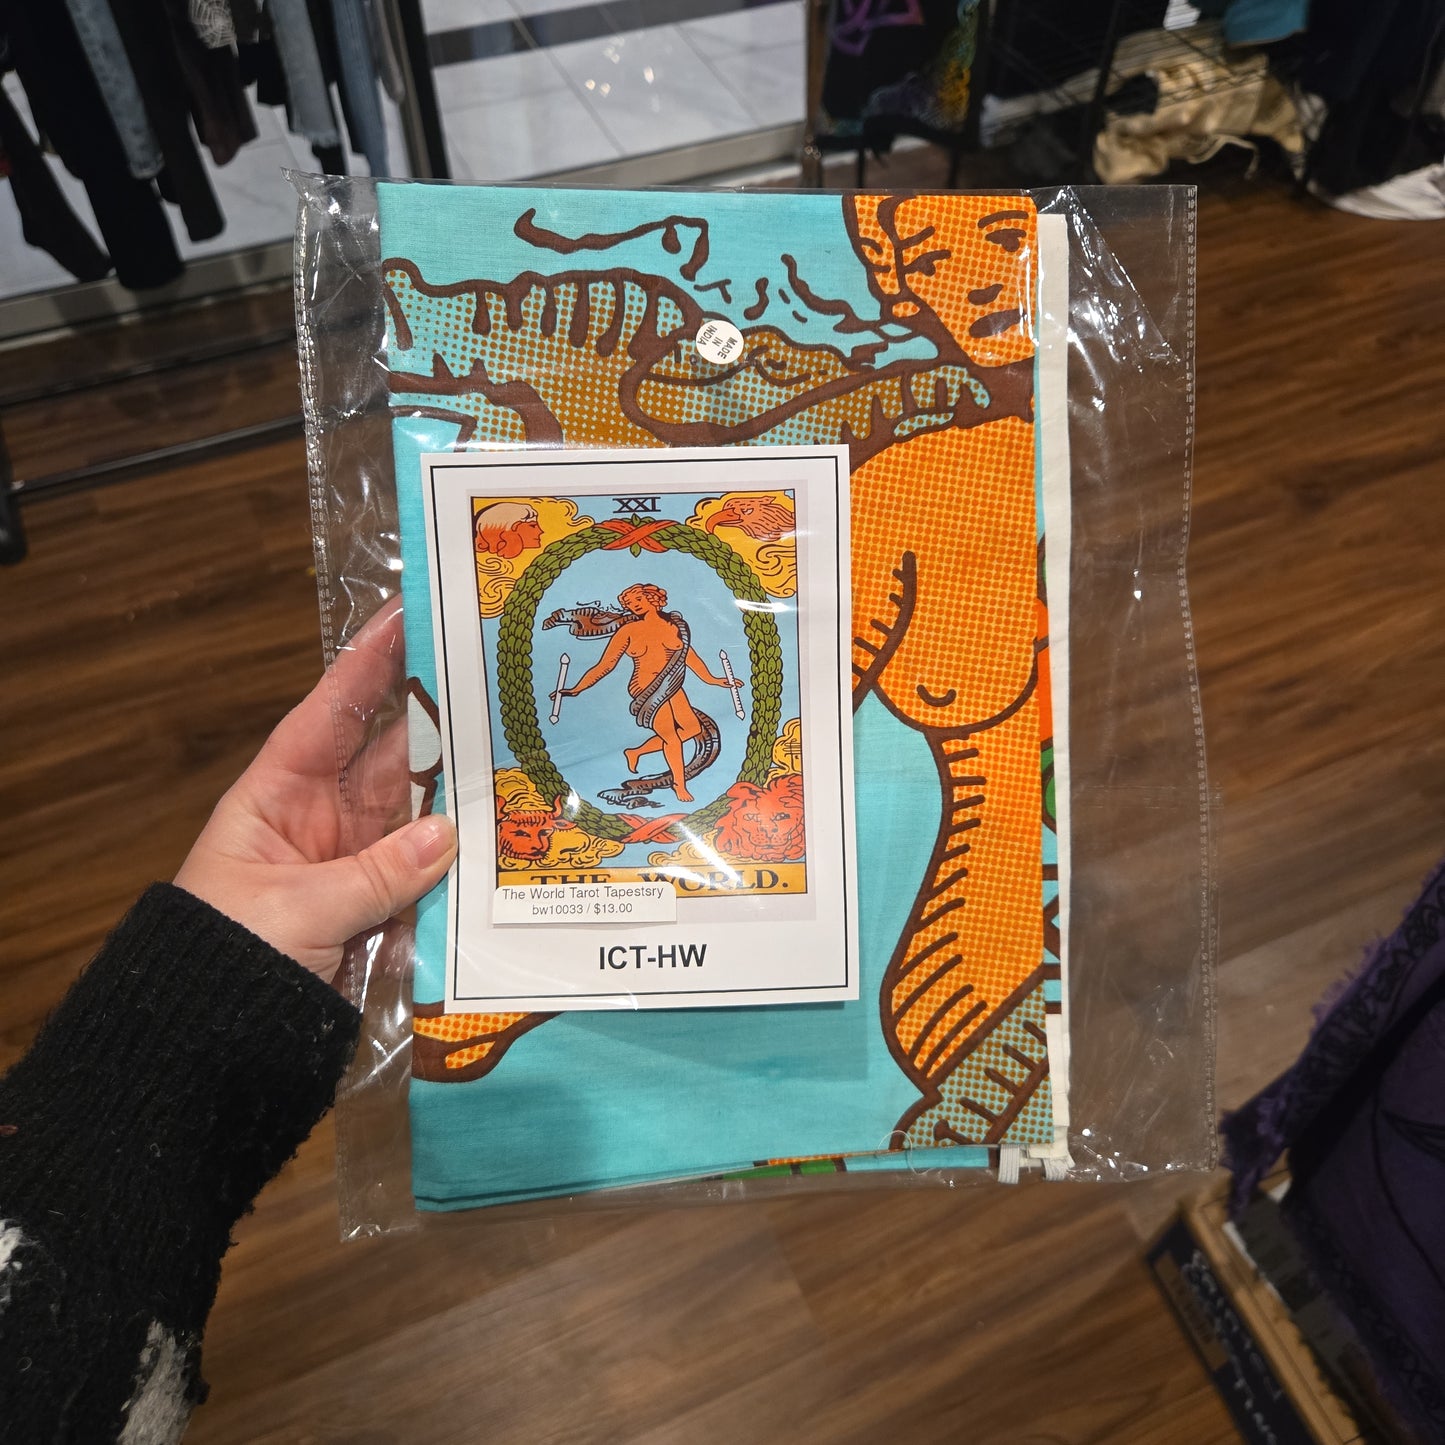 MADE
IN
INDIA
XXI
THE WORLD.
The World Tarot Tapestsry
bw10033 / $13.00
ICT-HW